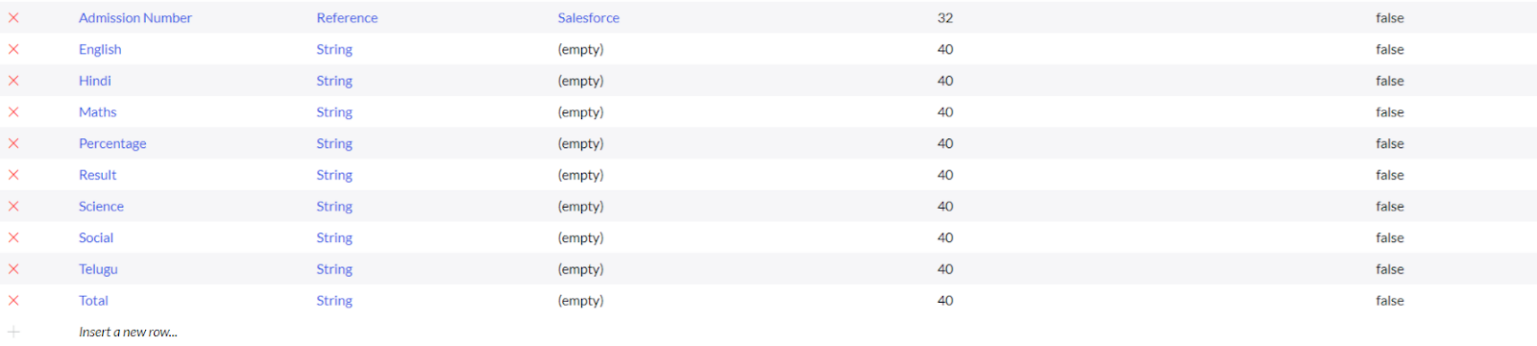 Admission Number Reference Salesforce 32 false
English String (empty) 40 false
Hindi String (empty) 40 false
Maths String (empty) 40 false
Percentage String (empty) 40 false
Result String (empty) 40 false
Science String (empty) 40 false
Social String (empty) 40 false
Telugu String (empty) 40 false
Total String (empty) 40 false
Insert a new row...